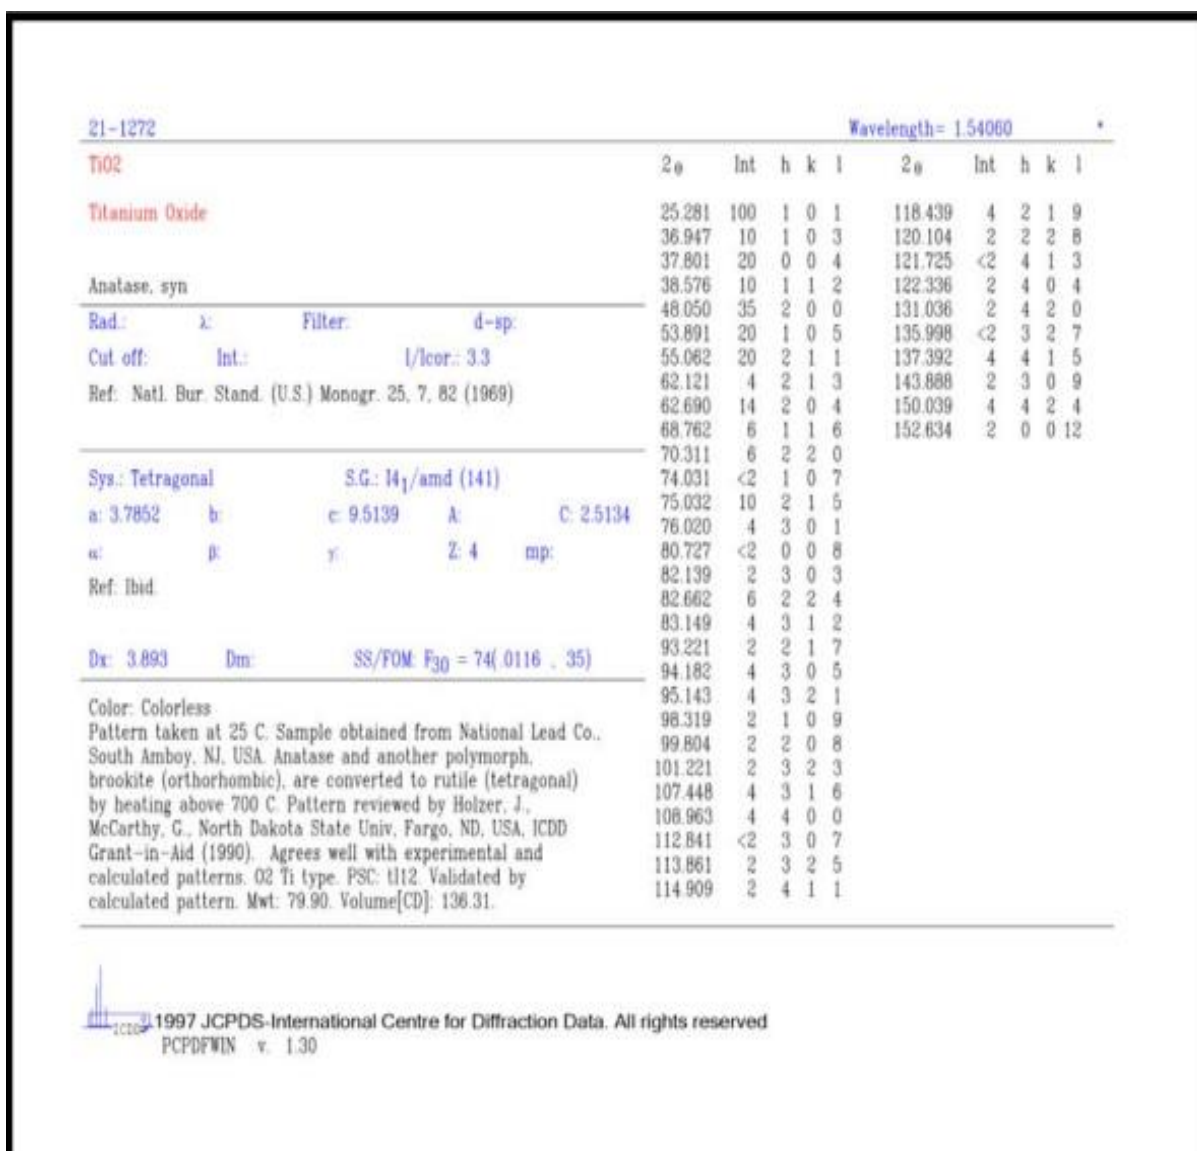 21-1272 Wavelength= 1.54060 *
TiO2 2θ Int h k l 2θ Int h k l
Titanium Oxide 25.281 100 1 0 1 118.439 4 2 1 9
36.947 10 1 0 3 120.104 2 2 2 8
37.801 20 0 0 4 121.725 <2 4 1 3
Anatase, syn 38.576 10 1 1 2 122.336 2 4 0 4
48.050 35 2 0 0 131.036 2 4 2 0
Rad.: λ: Filter: d-sp: 53.891 20 1 0 5 135.998 <2 3 2 7
Cut off: Int.: I/Icor.: 3.3 55.062 20 2 1 1 137.392 4 4 1 5
62.121 4 2 1 3 143.888 2 3 0 9
Ref: Natl. Bur. Stand. (U.S.) Monogr. 25, 7, 82 (1969) 62.690 14 2 0 4 150.039 4 4 2 4
68.762 6 1 1 6 152.634 2 0 0 12
70.311 6 2 2 0
Sys.: Tetragonal S.G.: I4₁/amd (141) 74.031 <2 1 0 7
a: 3.7852 b: c: 9.5139 A: C: 2.5134 75.032 10 2 1 5
76.020 4 3 0 1
α: β: γ: Z: 4 mp: 80.727 <2 0 0 8
Ref: Ibid. 82.139 2 3 0 3
82.662 6 2 2 4
83.149 4 3 1 2
Dx: 3.893 Dm: SS/FOM: F₃₀ = 74(.0116 , 35) 93.221 2 2 1 7
94.182 4 3 0 5
Color: Colorless 95.143 4 3 2 1
Pattern taken at 25 C. Sample obtained from National Lead Co., 98.319 2 1 0 9
South Amboy, NJ, USA. Anatase and another polymorph, 99.804 2 2 0 8
brookite (orthorhombic), are converted to rutile (tetragonal) 101.221 2 3 2 3
by heating above 700 C. Pattern reviewed by Holzer, J., 107.448 4 3 1 6
McCarthy, G., North Dakota State Univ, Fargo, ND, USA, ICDD 108.963 4 4 0 0
Grant-in-Aid (1990). Agrees well with experimental and 112.841 <2 3 0 7
calculated patterns. O2 Ti type. PSC: tI12. Validated by 113.861 2 3 2 5
calculated pattern. Mwt: 79.90. Volume[CD]: 136.31. 114.909 2 4 1 1
ICDD 1997 JCPDS-International Centre for Diffraction Data. All rights reserved
PCPDFWIN v. 1.30